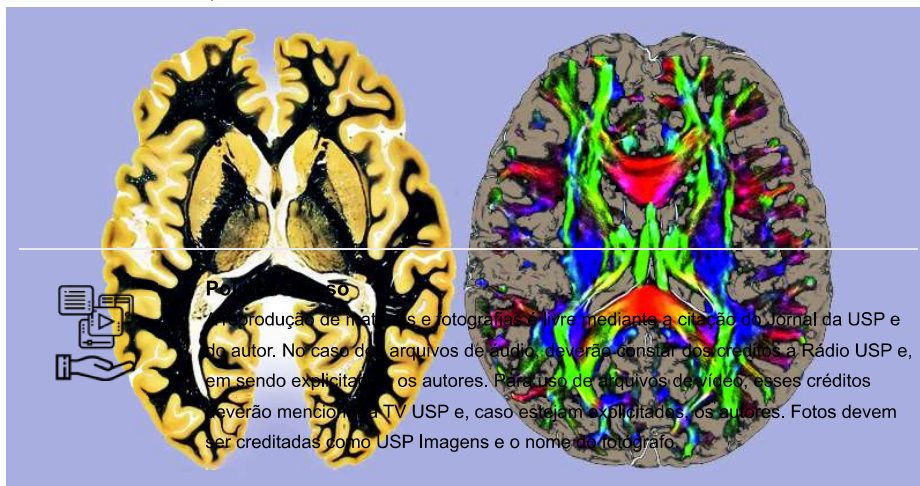 A reprodução de matérias e fotografias é livre mediante a citação do Jornal da USP e
do autor. No caso dos arquivos de áudio, deverão constar dos créditos a Rádio USP e,
em sendo explicitados, os autores. Para uso de arquivos de vídeo, esses créditos
deverão mencionar a TV USP e, caso estejam explicitados, os autores. Fotos devem
ser creditadas como USP Imagens e o nome do fotógrafo.